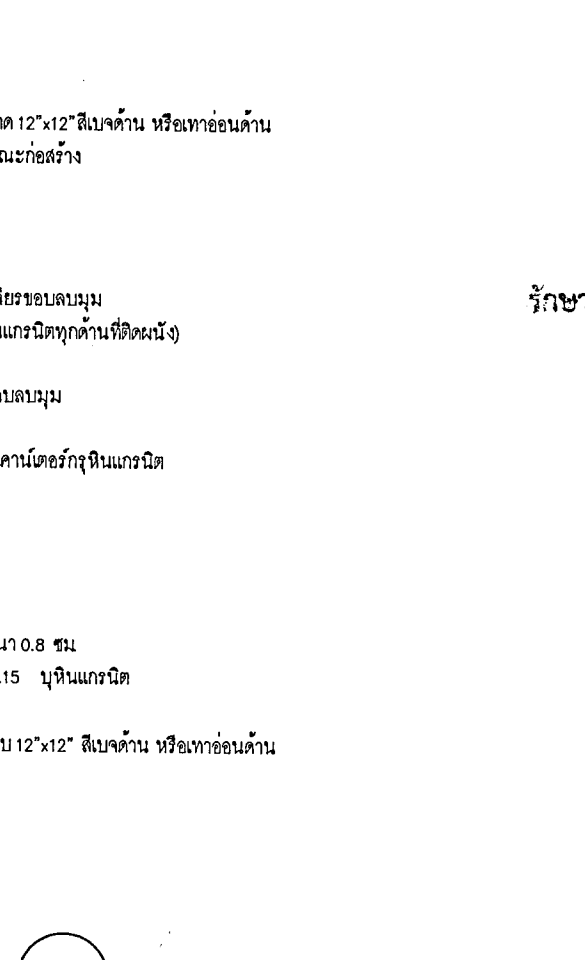 าด 12"x12" สีเบจด้าน หรือเทาอ่อนด้าน
ณะก่อสร้าง
ขอบลบมุม
รักษา
แกรนิตทุกด้านที่ติดผนัง)
บลบมุม
คาน์เตอร์กรุหินแกรนิต
นา 0.8 ซม
.15 บุหินแกรนิต
บ 12"x12" สีเบจด้าน หรือเทาอ่อนด้าน